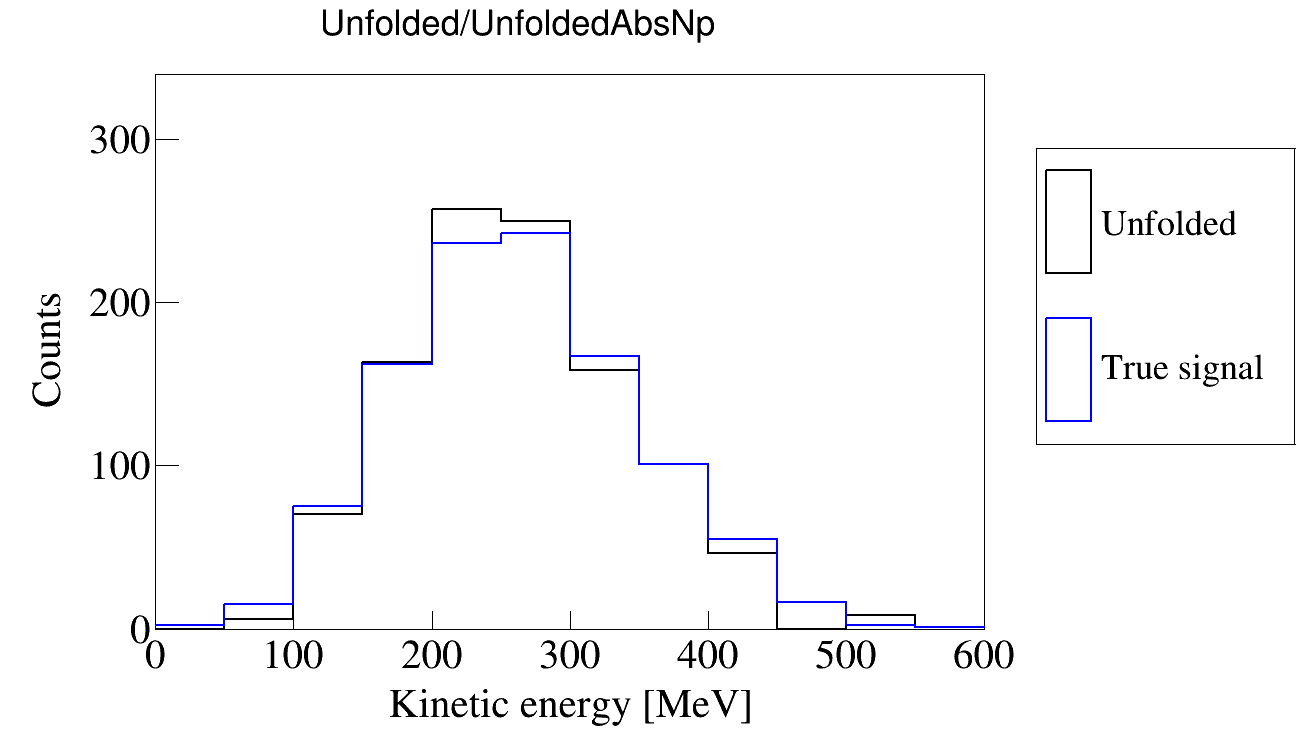 Unfolded/UnfoldedAbsNp
300
200
100
0
Counts
0 100 200 300 400 500 600
Kinetic energy [MeV]
Unfolded
True signal